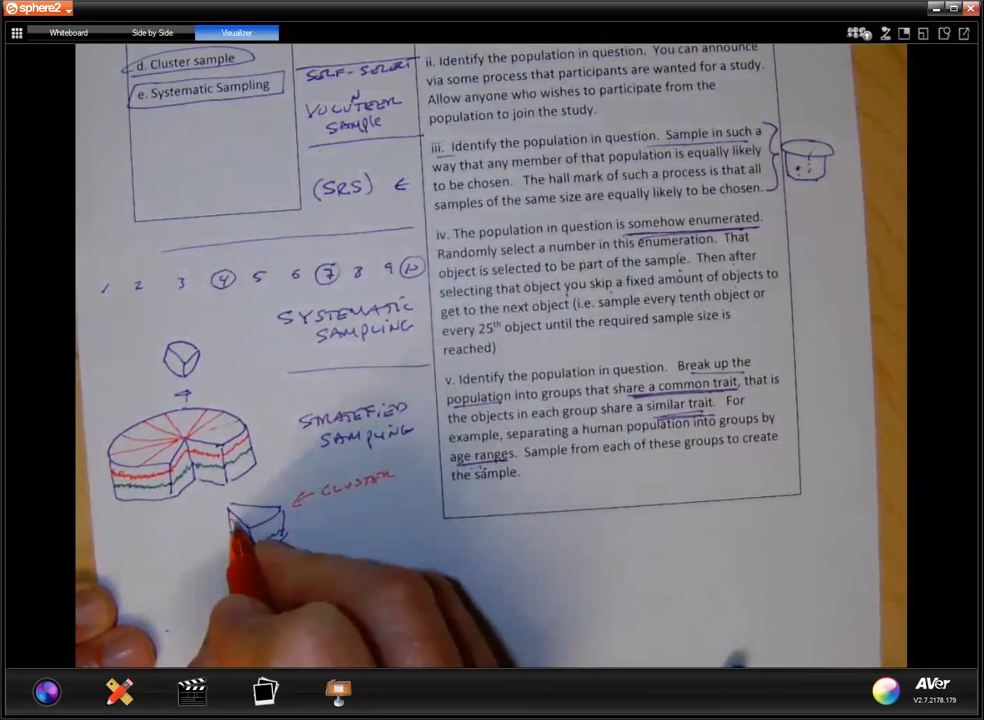 sphere2
Whiteboard
Side by Side
Visualizer
d. Cluster sample
e. Systematic Sampling
SELF-SELECT
VOLUTEER
N
SAMPLE
(SRS) ←
1 2 3 4 5 6 7 8 9 10
SYSTEMATIC
SAMPLING
STRATEFIED
SAMPLING
← CLUSTER
ii. Identify the population in question. You can announce
via some process that participants are wanted for a study.
Allow anyone who wishes to participate from the
population to join the study.
iii. Identify the population in question. Sample in such a
way that any member of that population is equally likely
to be chosen. The hall mark of such a process is that all
samples of the same size are equally likely to be chosen.
iv. The population in question is somehow enumerated.
Randomly select a number in this enumeration. That
object is selected to be part of the sample. Then after
selecting that object you skip a fixed amount of objects to
get to the next object (i.e. sample every tenth object or
every 25th object until the required sample size is
reached)
v. Identify the population in question. Break up the
population into groups that share a common trait, that is
the objects in each group share a similar trait. For
example, separating a human population into groups by
age ranges. Sample from each of these groups to create
the sample.
AVer
V2.7.2178.179